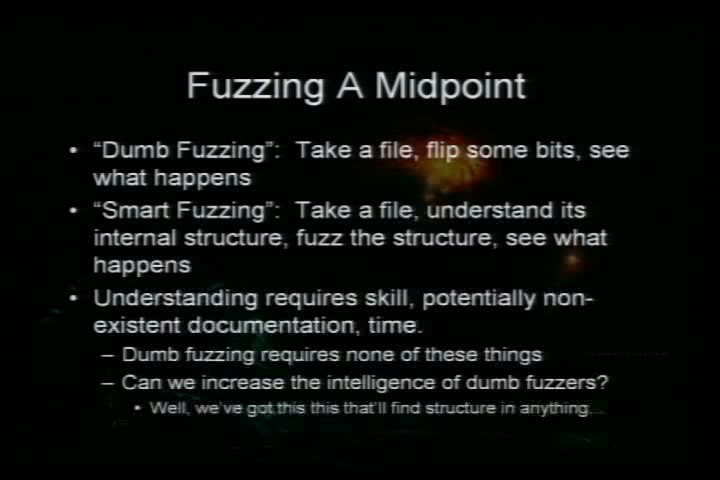 Fuzzing A Midpoint
• “Dumb Fuzzing”: Take a file, flip some bits, see
what happens
• “Smart Fuzzing”: Take a file, understand its
internal structure, fuzz the structure, see what
happens
• Understanding requires skill, potentially non-
existent documentation, time.
– Dumb fuzzing requires none of these things
– Can we increase the intelligence of dumb fuzzers?
• Well, we’ve got this this that’ll find structure in anything...